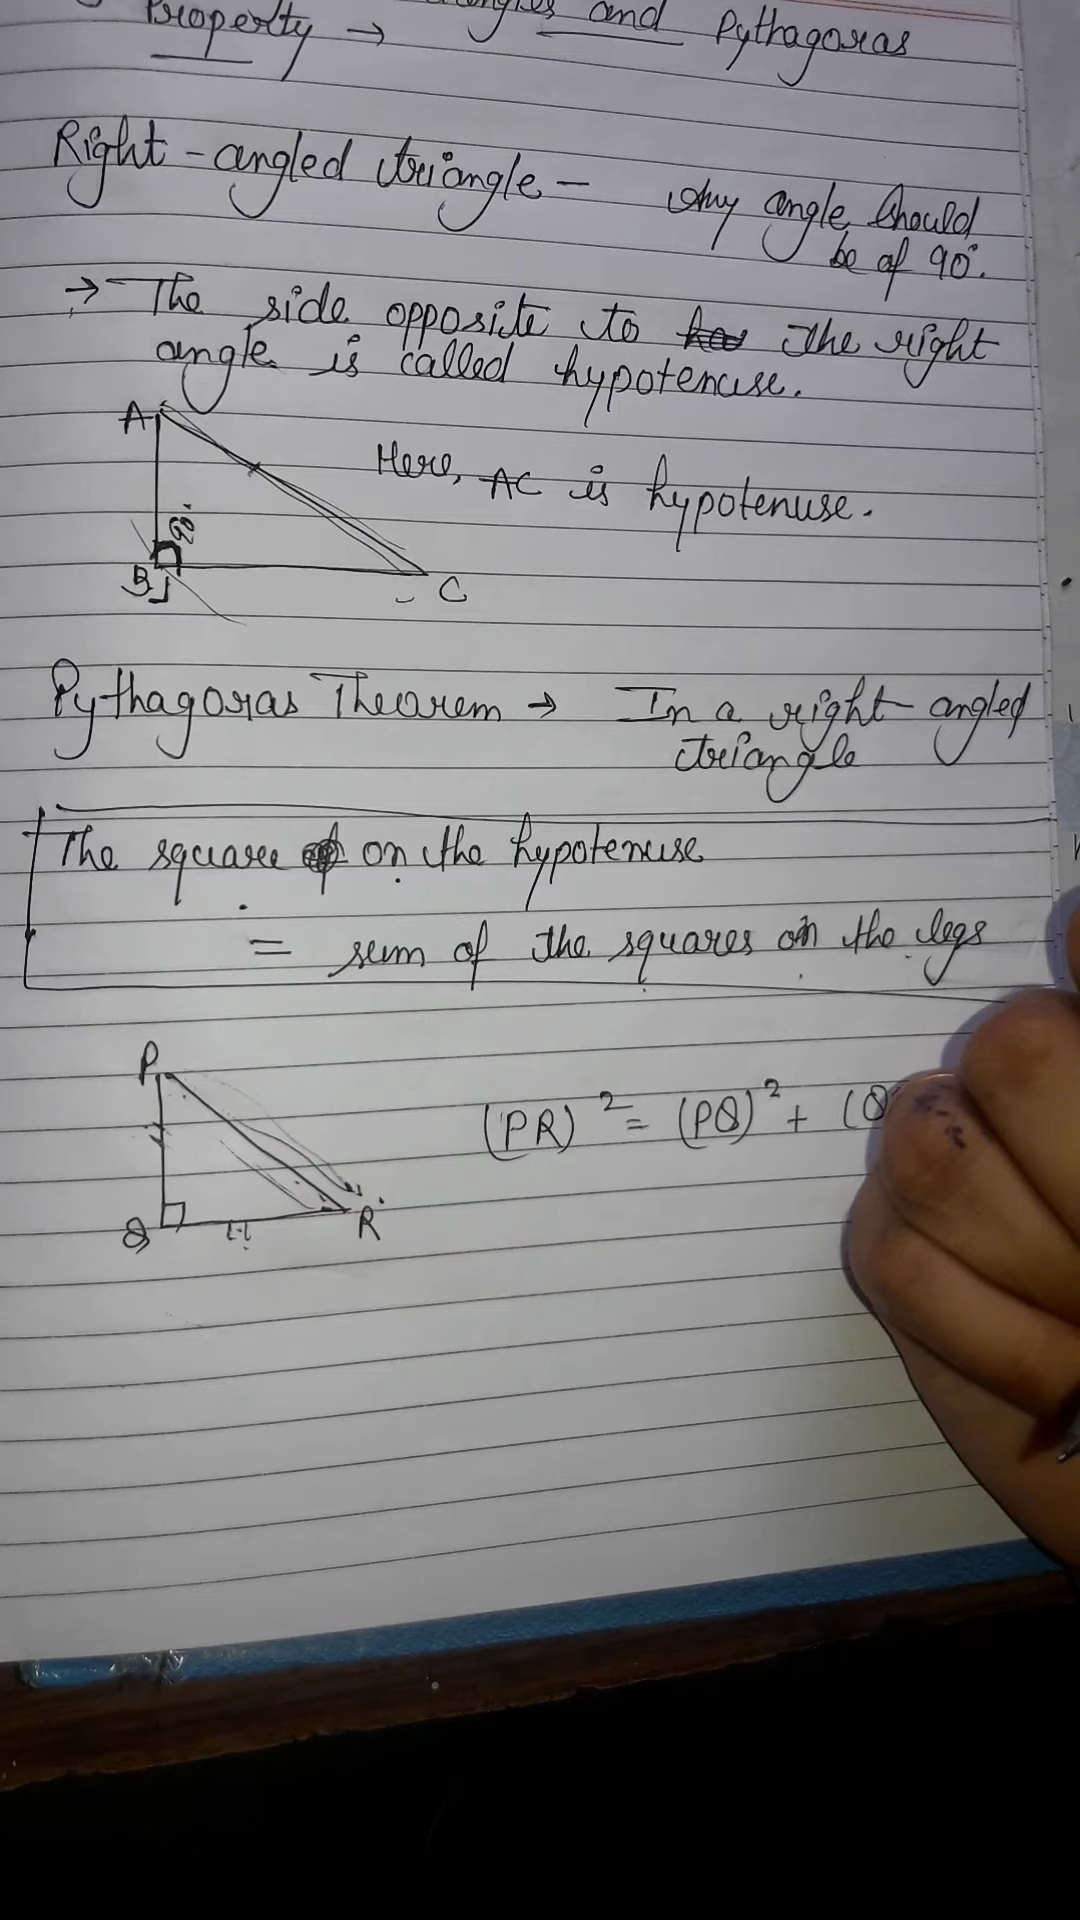 Property → and Pythagoras
Right-angled triangle - Any angle should
be of 90°.
→ The side opposite to the right
angle is called hypotenuse.
A
Here, AC is hypotenuse.
90°
B
C
Pythagoras Theorem → In a right-angled
triangle
The square on the hypotenuse
= sum of the squares on the legs
P
(PR)² = (PQ)² + (Q
Q
R